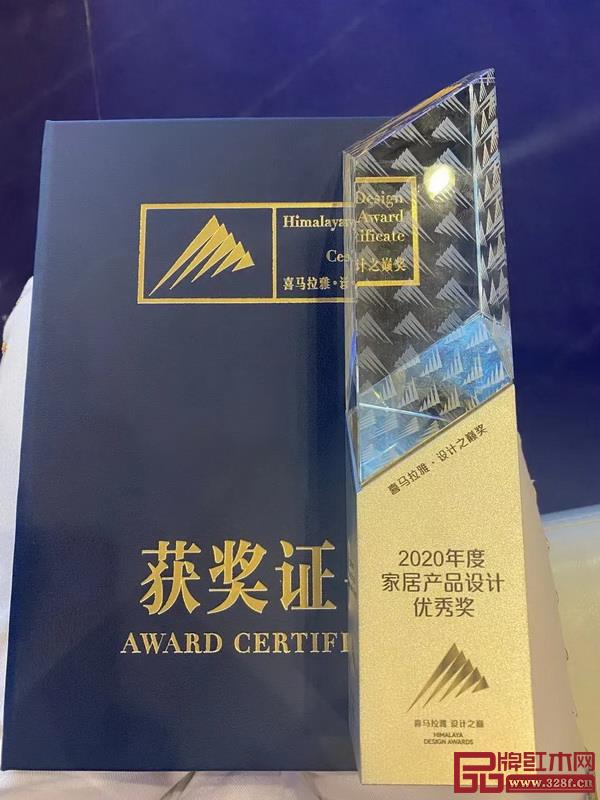 Design
Himalaya Award
ificate
Ce
喜马拉雅·设计之巅奖
获奖证
AWARD CERTIFI
喜马拉雅·设计之巅奖
2020年度
家居产品设计
优秀奖
喜马拉雅 设计之巅
HIMALAYA
DESIGN AWARDS
品牌红木网
www.328f.cn